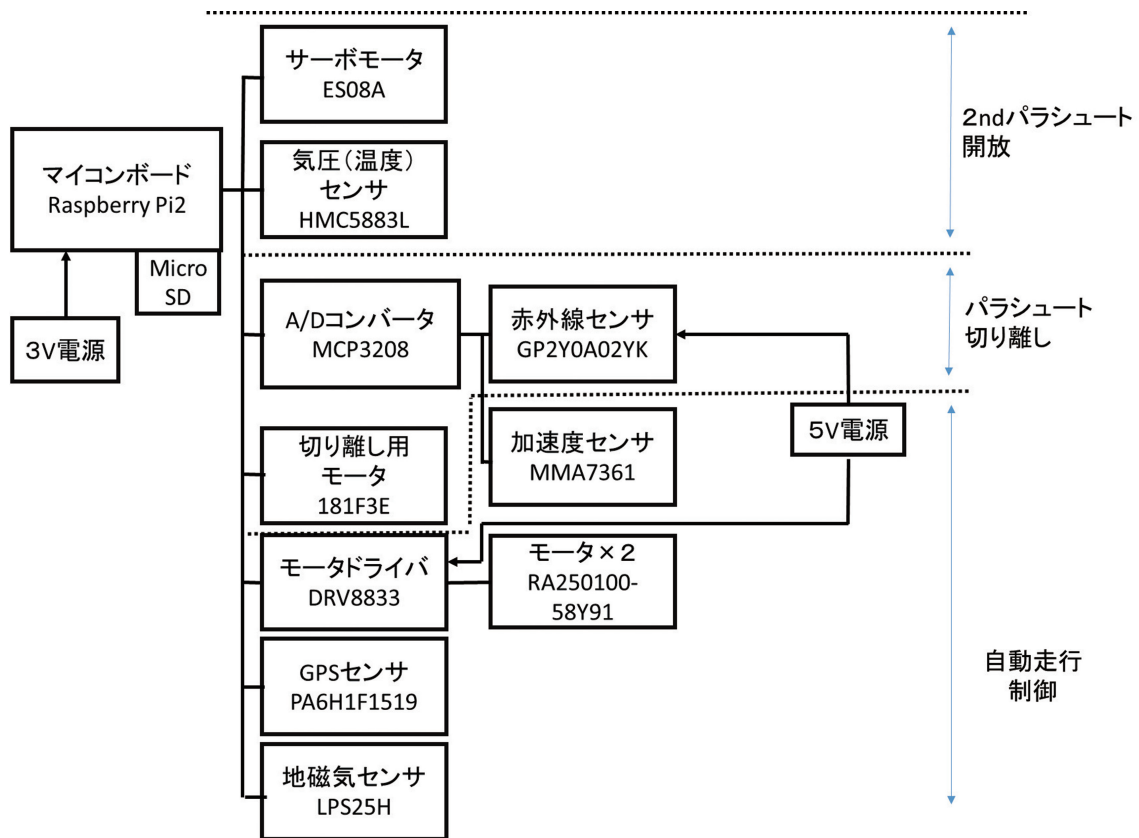 サーボモータ
ES08A
マイコンボード
Raspberry Pi2
Micro
SD
3V電源
気圧(温度)
センサ
HMC5883L
2ndパラシュート
開放
A/Dコンバータ
MCP3208
赤外線センサ
GP2Y0A02YK
パラシュート
切り離し
5V電源
切り離し用
モータ
181F3E
加速度センサ
MMA7361
モータドライバ
DRV8833
モータ×2
RA250100-
58Y91
GPSセンサ
PA6H1F1519
地磁気センサ
LPS25H
自動走行
制御